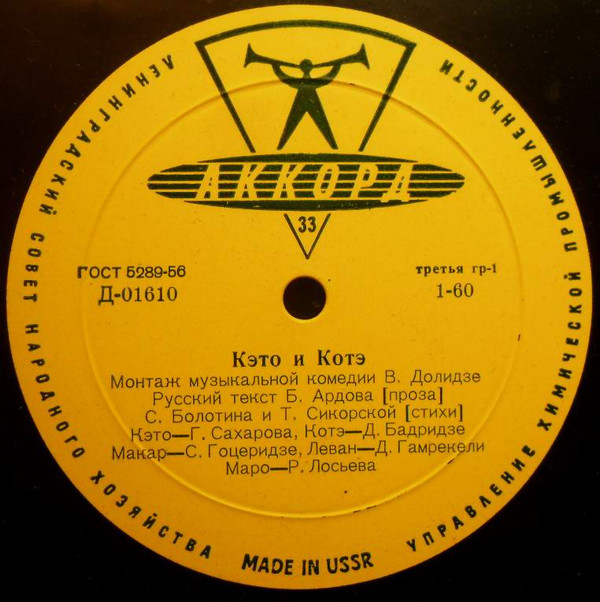 ЛЕНИНГРАДСКИЙ СОВЕТ НАРОДНОГО ХОЗЯЙСТВА
УПРАВЛЕНИЕ ХИМИЧЕСКОЙ ПРОМЫШЛЕННОСТИ
АККОРД
33
ГОСТ 5289-56
Д-01610
третья гр-1
1-60
Кэто и Котэ
Монтаж музыкальной комедии В. Долидзе
Русский текст Б. Ардова [проза]
С. Болотина и Т. Сикорской [стихи]
Кэто—Г. Сахарова, Котэ—Д. Бадридзе
Макар—С. Гоцеридзе, Леван—Д. Гамрекели
Маро—Р. Лосьева
MADE IN USSR